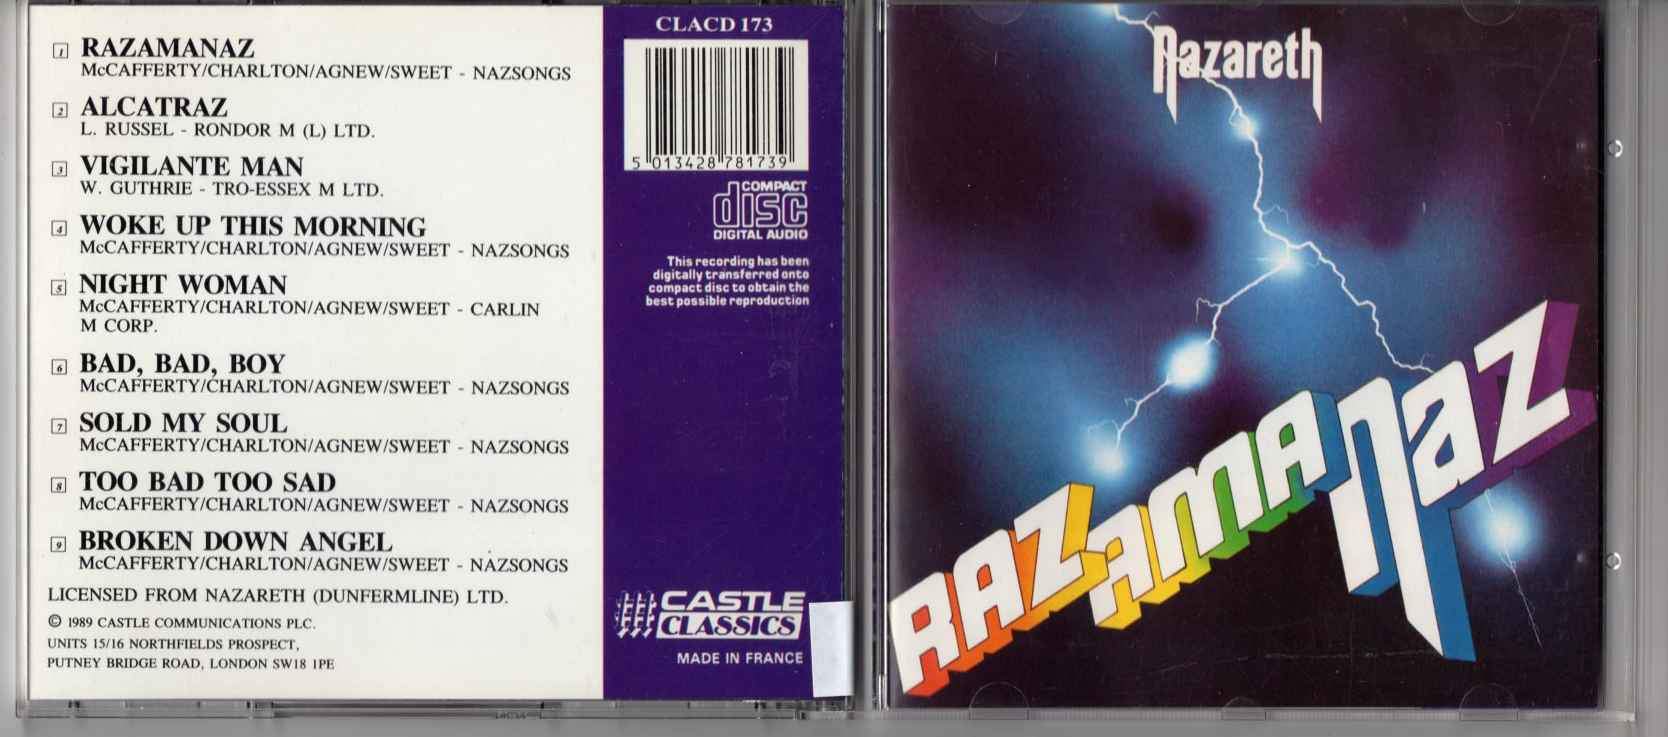 1 RAZAMANAZ
McCAFFERTY/CHARLTON/AGNEW/SWEET - NAZSONGS
2 ALCATRAZ
L. RUSSEL - RONDOR M (L) LTD.
3 VIGILANTE MAN
W. GUTHRIE - TRO-ESSEX M LTD.
4 WOKE UP THIS MORNING
McCAFFERTY/CHARLTON/AGNEW/SWEET - NAZSONGS
5 NIGHT WOMAN
McCAFFERTY/CHARLTON/AGNEW/SWEET - CARLIN
M CORP.
6 BAD, BAD, BOY
McCAFFERTY/CHARLTON/AGNEW/SWEET - NAZSONGS
7 SOLD MY SOUL
McCAFFERTY/CHARLTON/AGNEW/SWEET - NAZSONGS
8 TOO BAD TOO SAD
McCAFFERTY/CHARLTON/AGNEW/SWEET - NAZSONGS
9 BROKEN DOWN ANGEL
McCAFFERTY/CHARLTON/AGNEW/SWEET - NAZSONGS
LICENSED FROM NAZARETH (DUNFERMLINE) LTD.
© 1989 CASTLE COMMUNICATIONS PLC.
UNITS 15/16 NORTHFIELDS PROSPECT,
PUTNEY BRIDGE ROAD, LONDON SW18 1PE
CLACD 173
5 013428 781739
COMPACT
disc
DIGITAL AUDIO
This recording has been
digitally transferred onto
compact disc to obtain the
best possible reproduction
CASTLE
CLASSICS
MADE IN FRANCE
Nazareth
RAZAMANAZ